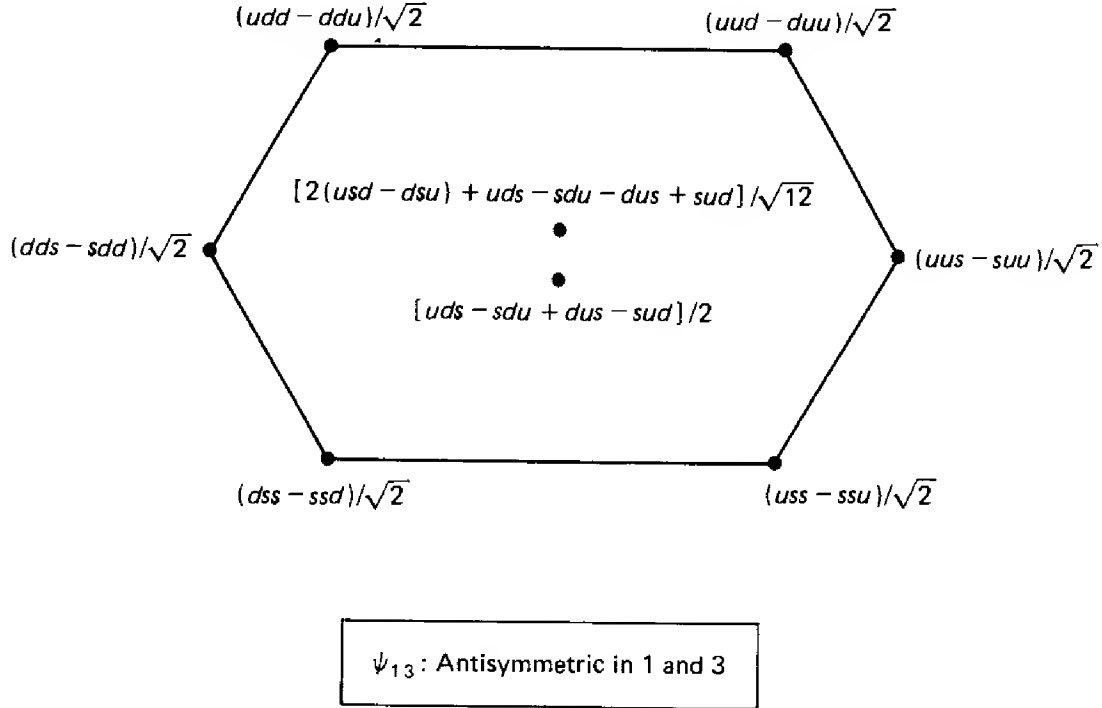 (udd − ddu)/√2
(uud − duu)/√2
[2(usd − dsu) + uds − sdu − dus + sud]/√12
(dds − sdd)/√2
(uus − suu)/√2
[uds − sdu + dus − sud]/2
(dss − ssd)/√2
(uss − ssu)/√2
ψ₁₃: Antisymmetric in 1 and 3